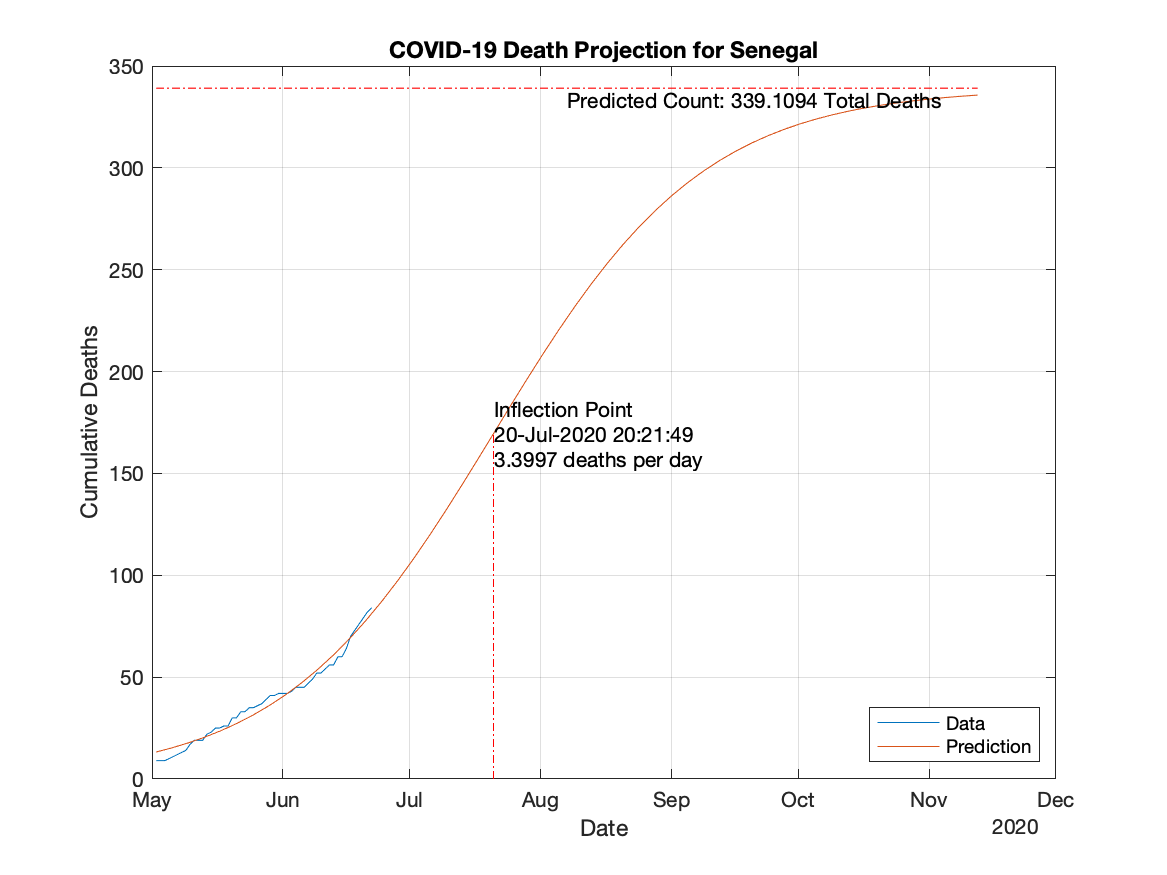 COVID-19 Death Projection for Senegal
350
Predicted Count: 339.1094 Total Deaths
300
250
200
Inflection Point
20-Jul-2020 20:21:49
3.3997 deaths per day
150
100
50
0
Cumulative Deaths
Data
Prediction
May Jun Jul Aug Sep Oct Nov Dec
Date
2020